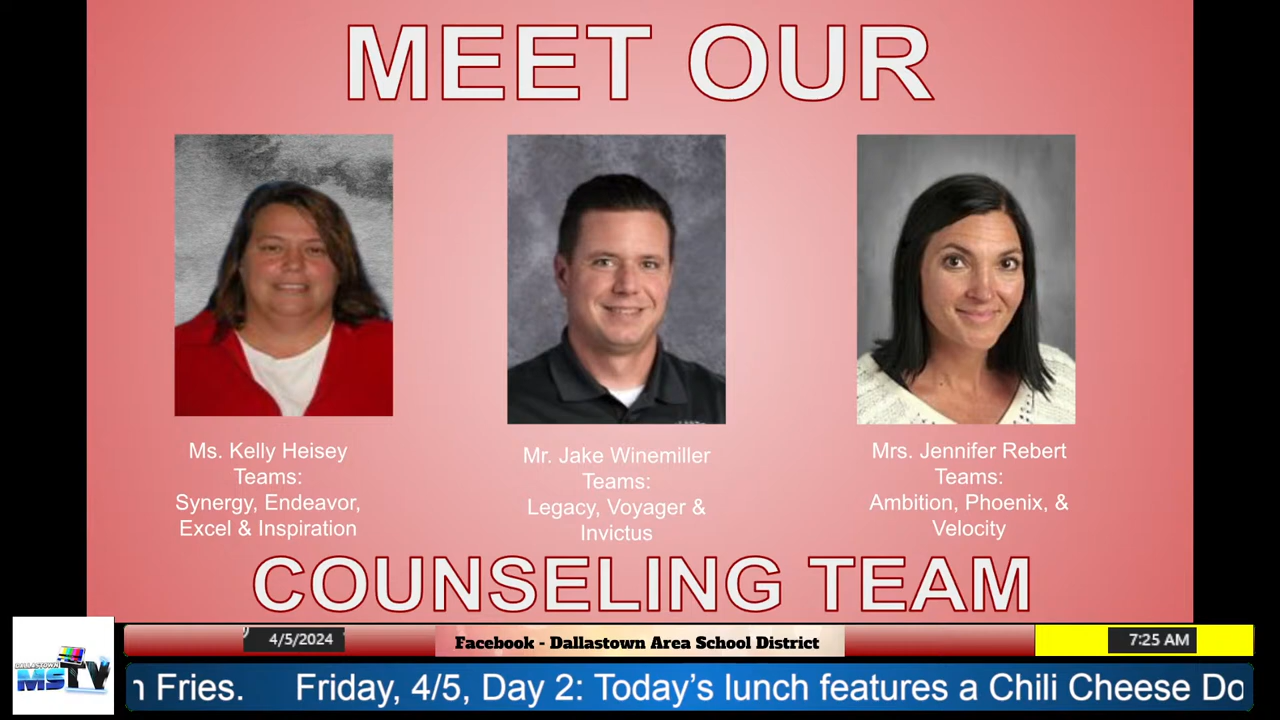 MEET OUR
Ms. Kelly Heisey
Teams:
Synergy, Endeavor,
Excel & Inspiration
Mr. Jake Winemiller
Teams:
Legacy, Voyager &
Invictus
Mrs. Jennifer Rebert
Teams:
Ambition, Phoenix, &
Velocity
COUNSELING TEAM
4/5/2024
Facebook - Dallastown Area School District
7:25 AM
DALLASTOWN
MSTV
n Fries. Friday, 4/5, Day 2: Today's lunch features a Chili Cheese Do